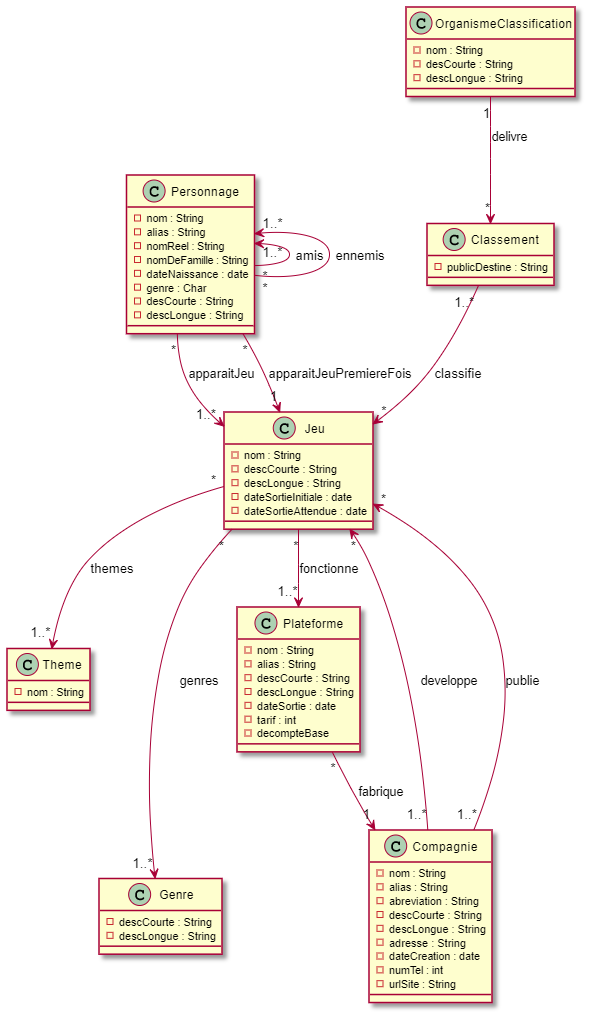 C OrganismeClassification
nom : String
desCourte : String
descLongue : String
1
delivre
*
C Personnage
nom : String
alias : String
nomReel : String
nomDeFamille : String
dateNaissance : date
genre : Char
desCourte : String
descLongue : String
1..*
1..*
amis
ennemis
*
*
C Classement
publicDestine : String
1..*
classifie
*
*
apparaitJeu
1..*
*
apparaitJeuPremiereFois
1
C Jeu
nom : String
descCourte : String
descLongue : String
dateSortieInitiale : date
dateSortieAttendue : date
*
themes
1..*
*
genres
1..*
*
fonctionne
1..*
*
developpe
1..*
*
publie
1..*
C Theme
nom : String
C Plateforme
nom : String
alias : String
descCourte : String
descLongue : String
dateSortie : date
tarif : int
decompteBase
*
fabrique
1
C Genre
descCourte : String
descLongue : String
C Compagnie
nom : String
alias : String
abreviation : String
descCourte : String
descLongue : String
adresse : String
dateCreation : date
numTel : int
urlSite : String